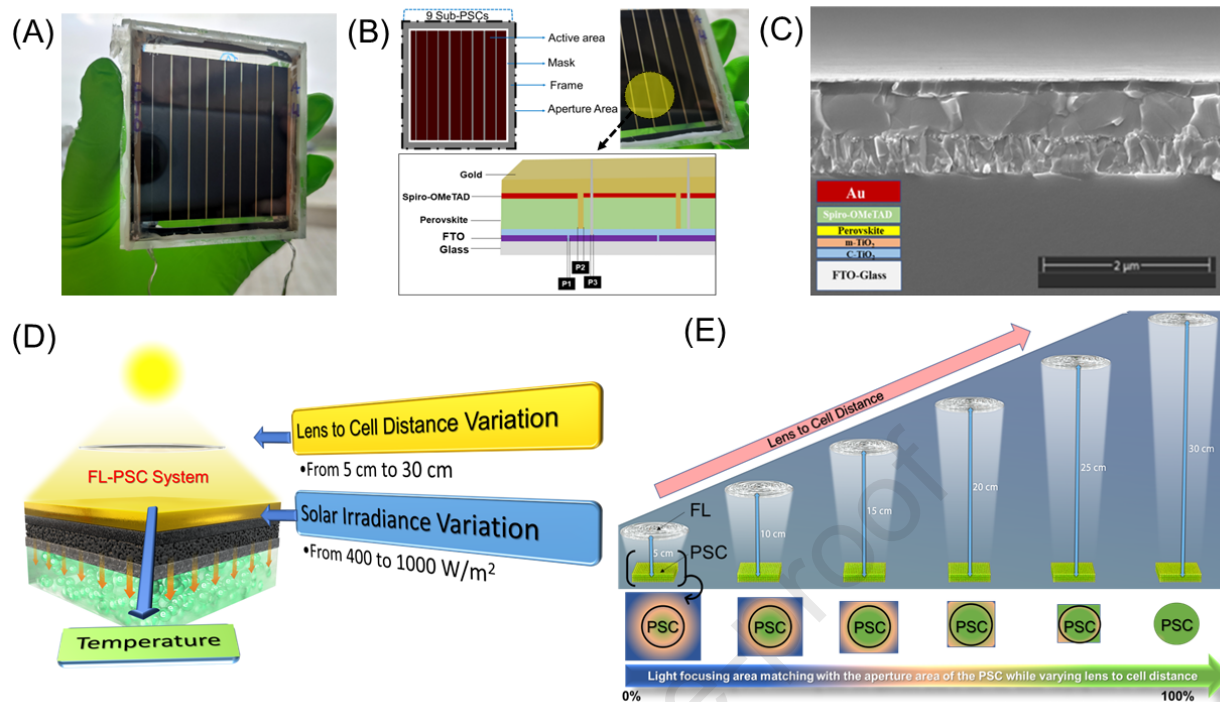 (A)
(B)
9 Sub-PSCs
Active area
Mask
Frame
Aperture Area
Gold
Spiro-OMeTAD
Perovskite
FTO
Glass
P1
P2
P3
(C)
Au
Spiro-OMeTAD
Perovskite
m-TiO₂
C-TiO₂
FTO-Glass
2 µm
(D)
FL-PSC System
Lens to Cell Distance Variation
•From 5 cm to 30 cm
Solar Irradiance Variation
•From 400 to 1000 W/m²
Temperature
(E)
Lens to Cell Distance
FL
PSC
5 cm
10 cm
15 cm
20 cm
25 cm
30 cm
PSC
PSC
PSC
PSC
PSC
PSC
Light focusing area matching with the aperture area of the PSC while varying lens to cell distance
0%
100%